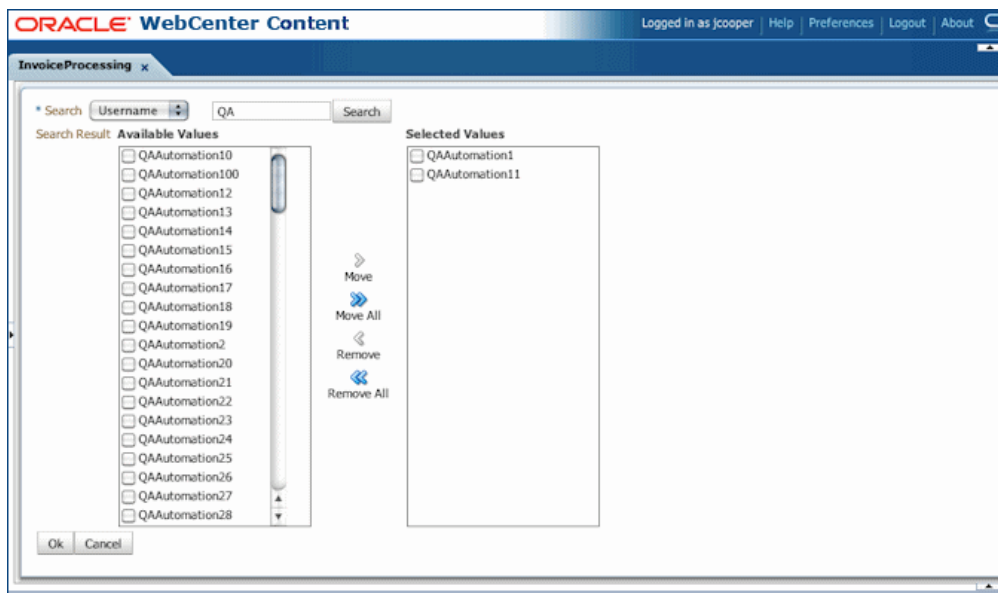 ORACLE WebCenter Content
Logged in as jcooper | Help | Preferences | Logout | About
InvoiceProcessing x
* Search Username QA Search
Search Result Available Values Selected Values
QAAutomation10 QAAutomation1
QAAutomation100 QAAutomation11
QAAutomation12
QAAutomation13
QAAutomation14
QAAutomation15
QAAutomation16
QAAutomation17
QAAutomation18
QAAutomation19
QAAutomation2
QAAutomation20
QAAutomation21
QAAutomation22
QAAutomation23
QAAutomation24
QAAutomation25
QAAutomation26
QAAutomation27
QAAutomation28
Move
Move All
Remove
Remove All
Ok Cancel